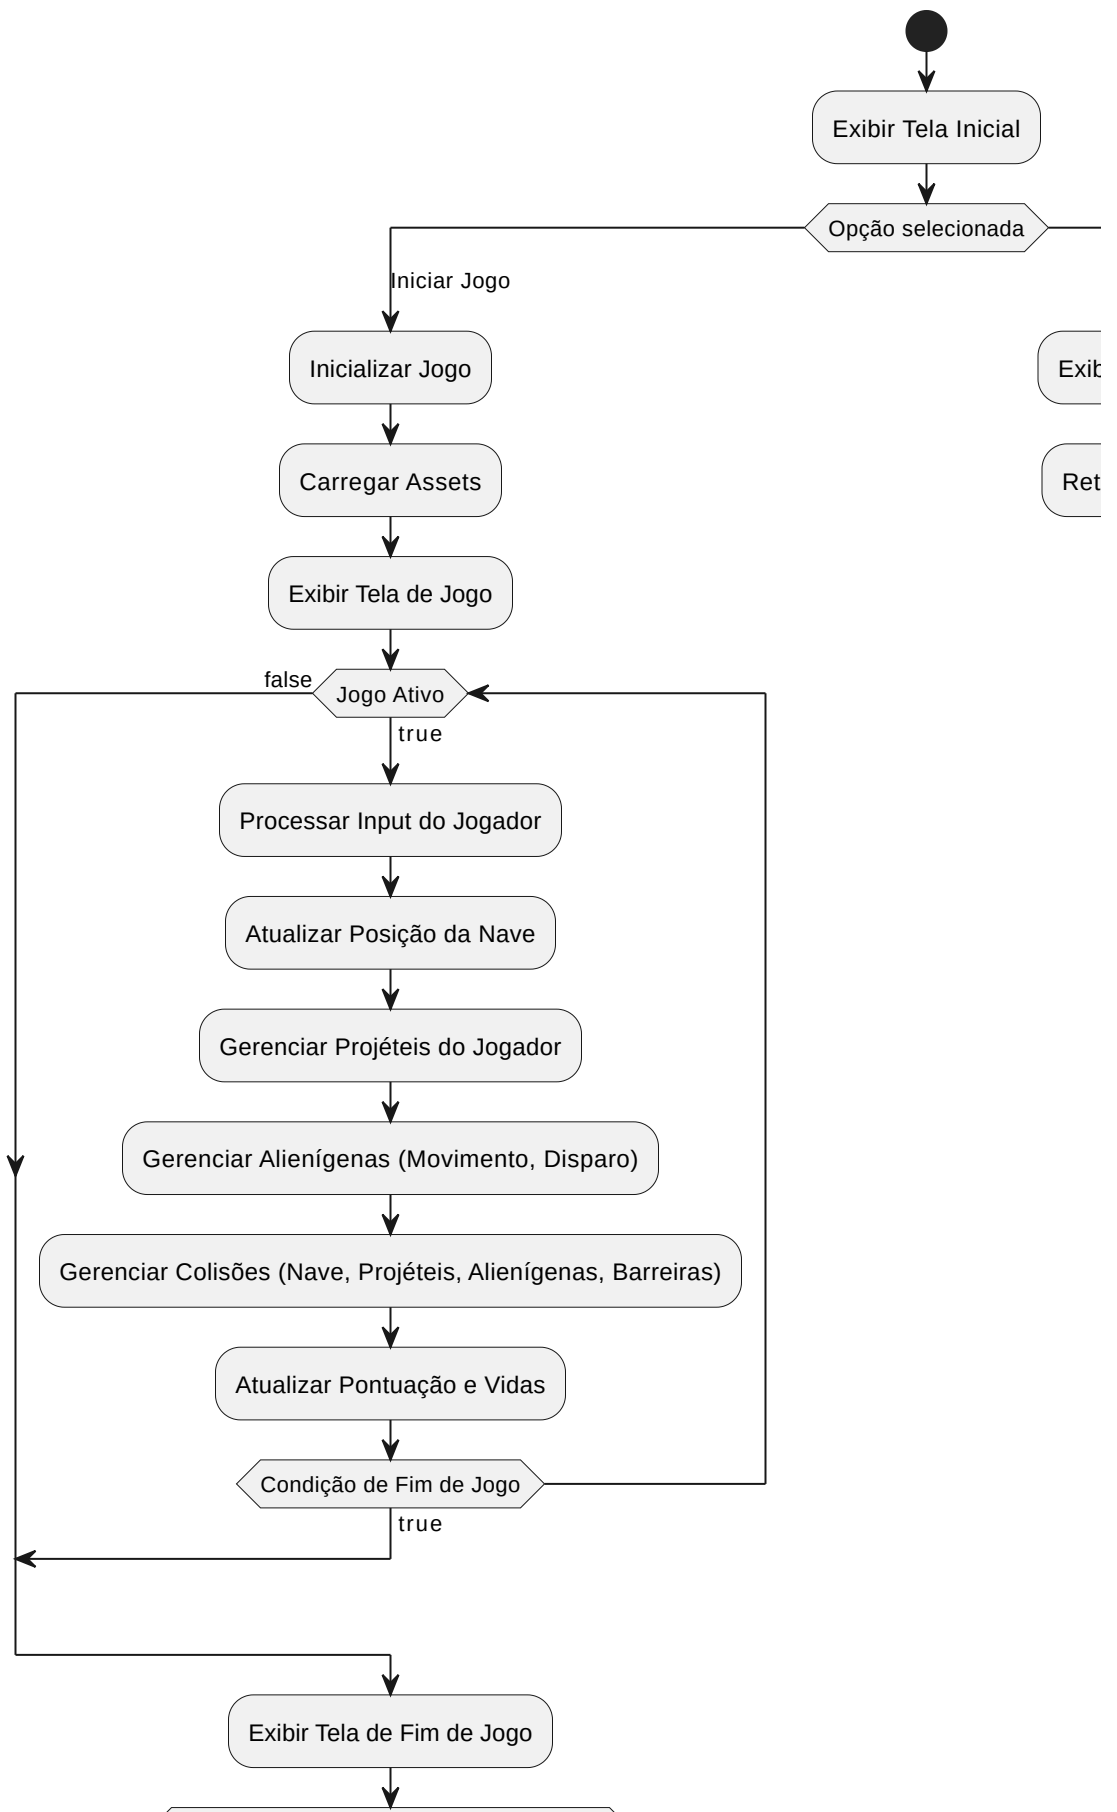 Exibir Tela Inicial
Opção selecionada
Iniciar Jogo
Inicializar Jogo
Exib
Carregar Assets
Ret
Exibir Tela de Jogo
false
Jogo Ativo
true
Processar Input do Jogador
Atualizar Posição da Nave
Gerenciar Projéteis do Jogador
Gerenciar Alienígenas (Movimento, Disparo)
Gerenciar Colisões (Nave, Projéteis, Alienígenas, Barreiras)
Atualizar Pontuação e Vidas
Condição de Fim de Jogo
true
Exibir Tela de Fim de Jogo